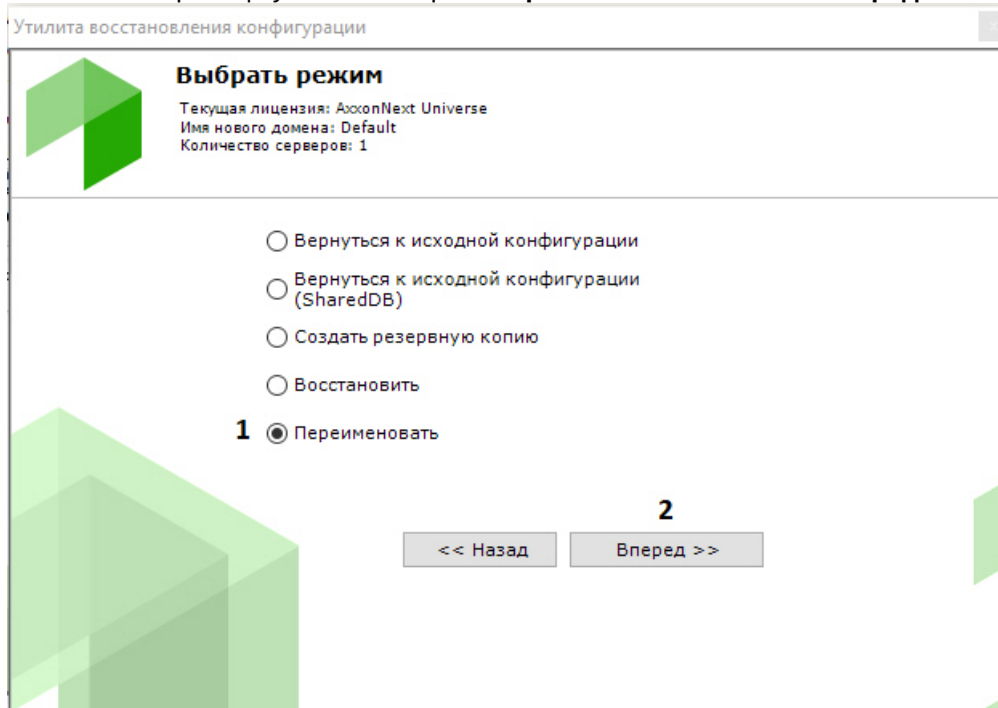 Утилита восстановления конфигурации
Выбрать режим
Текущая лицензия: AxxonNext Universe
Имя нового домена: Default
Количество серверов: 1
Вернуться к исходной конфигурации
Вернуться к исходной конфигурации
(SharedDB)
Создать резервную копию
Восстановить
1 Переименовать
2
<< Назад Вперед >>